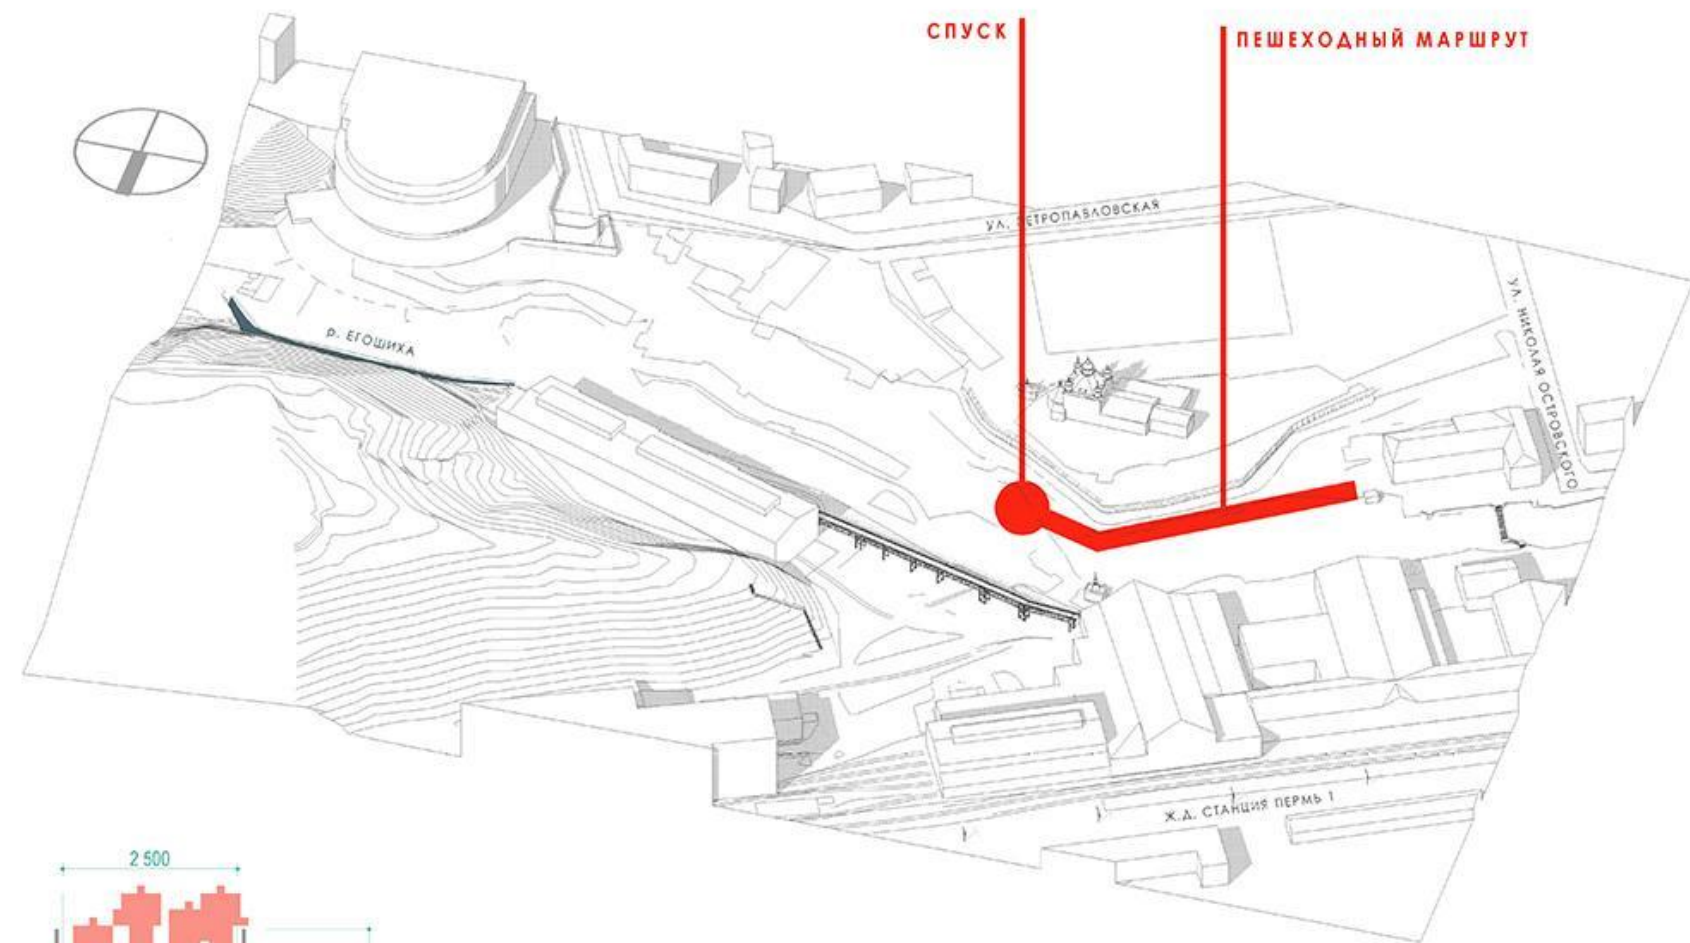 СПУСК
ПЕШЕХОДНЫЙ МАРШРУТ
УЛ. ПЕТРОПАВЛОВСКАЯ
УЛ. НИКОЛАЯ ОСТРОВСКОГО
р. ЕГОШИХА
Ж.Д. СТАНЦИЯ ПЕРМЬ 1
2 500